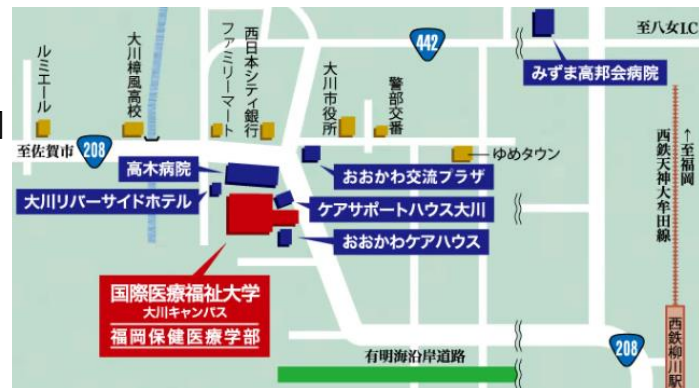 442
至八女I.C
みずま高邦会病院
ルミエール
大川樟風高校
ファミリーマート
西日本シティ銀行
大川市役所
警部交番
至佐賀市
208
高木病院
おおかわ交流プラザ
ゆめタウン
大川リバーサイドホテル
ケアサポートハウス大川
おおかわケアハウス
国際医療福祉大学
大川キャンパス
福岡保健医療学部
有明海沿岸道路
208
西鉄天神大牟田線
↑至福岡
西鉄柳川駅